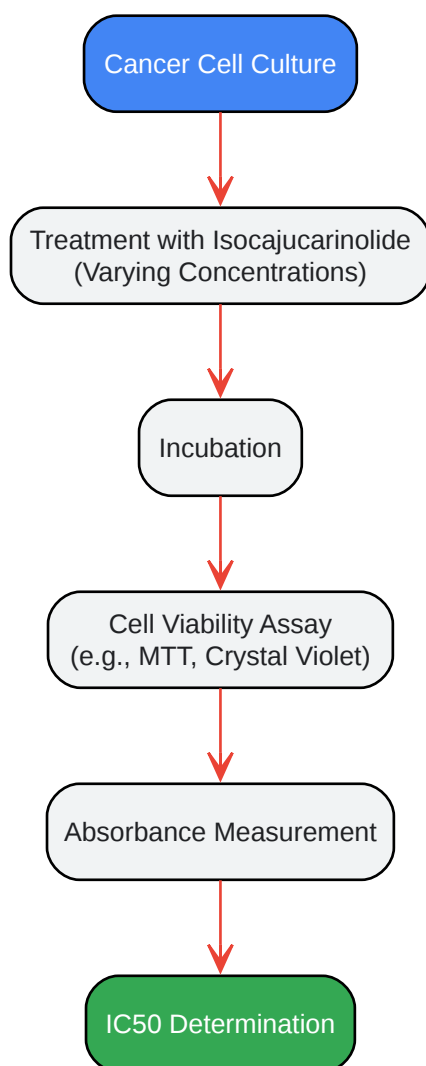 Cancer Cell Culture
Treatment with Isocajucarinolide
(Varying Concentrations)
Incubation
Cell Viability Assay
(e.g., MTT, Crystal Violet)
Absorbance Measurement
IC50 Determination